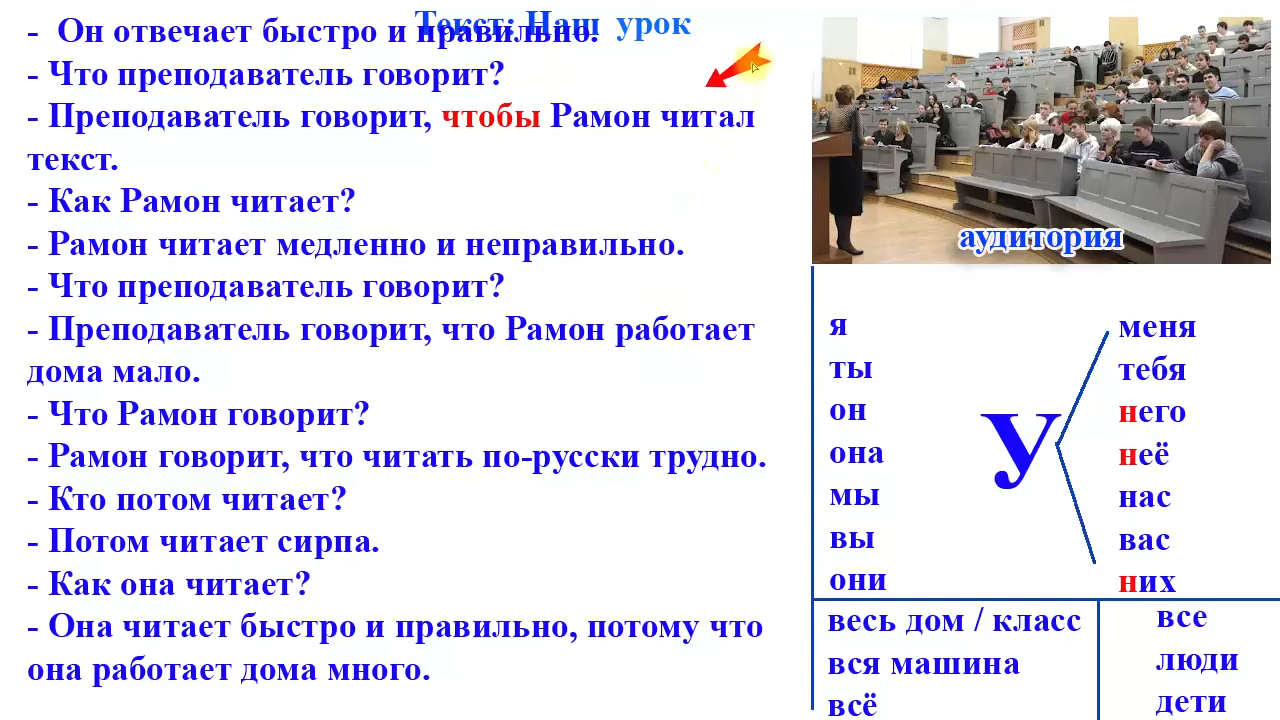 Текст: Наш урок
- Он отвечает быстро и правильно.
- Что преподаватель говорит?
- Преподаватель говорит, чтобы Рамон читал
текст.
- Как Рамон читает?
- Рамон читает медленно и неправильно.
- Что преподаватель говорит?
- Преподаватель говорит, что Рамон работает
дома мало.
- Что Рамон говорит?
- Рамон говорит, что читать по-русски трудно.
- Кто потом читает?
- Потом читает сирпа.
- Как она читает?
- Она читает быстро и правильно, потому что
она работает дома много.
аудитория
я
ты
он
она
мы
вы
они
У
меня
тебя
него
неё
нас
вас
них
весь дом / класс
вся машина
всё
все
люди
дети